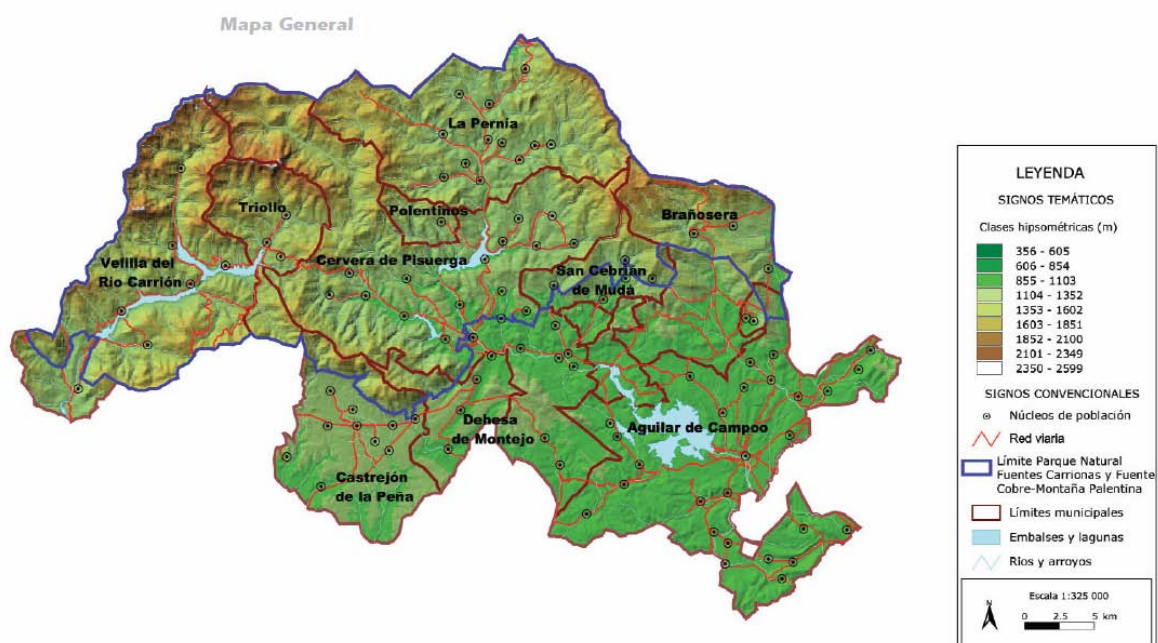 Mapa General
La Pernía
Triollo
Polentinos
Brañosera
Velilla del
Río Carrión
Cervera de Pisuerga
San Cebrián
de Mudá
Dehesa
de Montejo
Aguilar de Campoo
Castrejón
de la Peña
LEYENDA
SIGNOS TEMÁTICOS
Clases hipsométricas (m)
356 - 605
606 - 854
855 - 1103
1104 - 1352
1353 - 1602
1603 - 1851
1852 - 2100
2101 - 2349
2350 - 2599
SIGNOS CONVENCIONALES
Núcleos de población
Red viaria
Límite Parque Natural
Fuentes Carrionas y Fuente
Cobre-Montaña Palentina
Límites municipales
Embalses y lagunas
Rios y arroyos
N
Escala 1:325 000
0 2.5 5 km